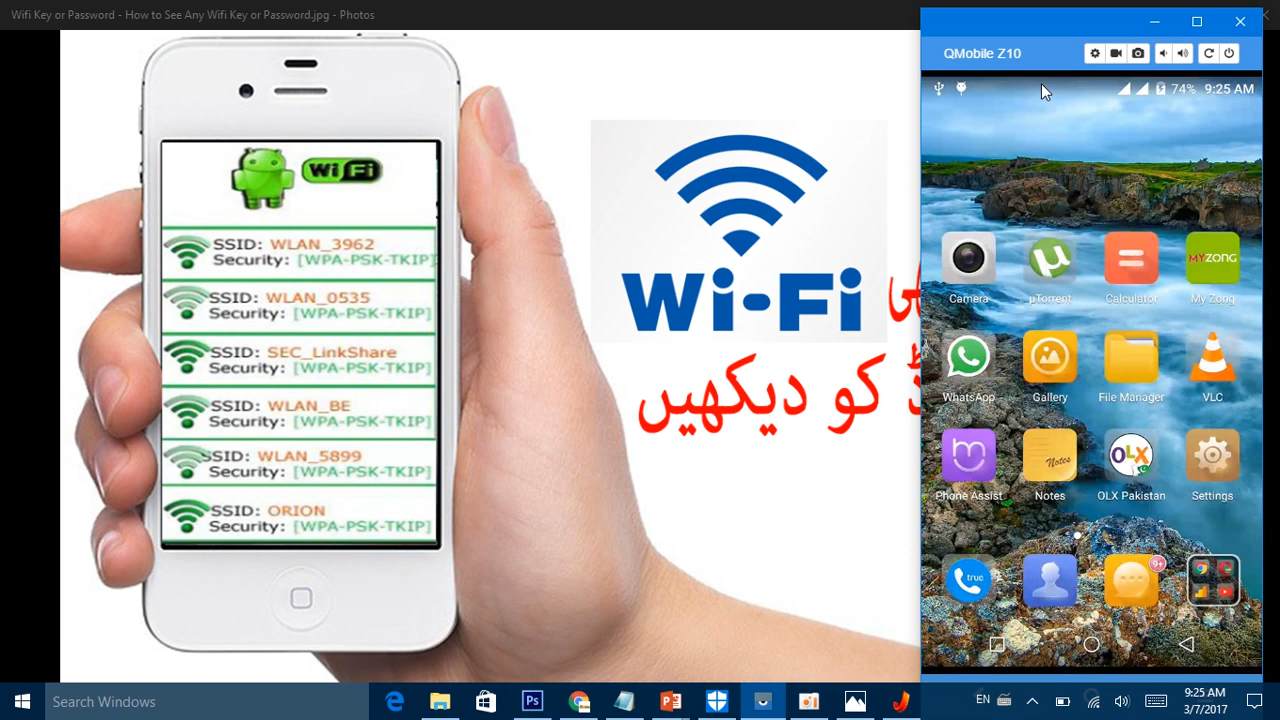 Wifi Key or Password - How to See Any Wifi Key or Password.jpg - Photos
QMobile Z10
74% 9:25 AM
WiFi
SSID: WLAN_3962
Security: [WPA-PSK-TKIP]
SSID: WLAN_0535
Security: [WPA-PSK-TKIP]
SSID: SEC_LinkShare
Security: [WPA-PSK-TKIP]
SSID: WLAN_BE
Security: [WPA-PSK-TKIP]
SSID: WLAN_5899
Security: [WPA-PSK-TKIP]
SSID: ORION
Security: [WPA-PSK-TKIP]
Wi-Fi
کو دیکھیں
MYZONG
Camera µTorrent Calculator My Zong
WhatsApp Gallery File Manager VLC
Notes
OLX
Phone Assist Notes OLX Pakistan Settings
true
9+
Search Windows
Ps
EN
9:25 AM
3/7/2017